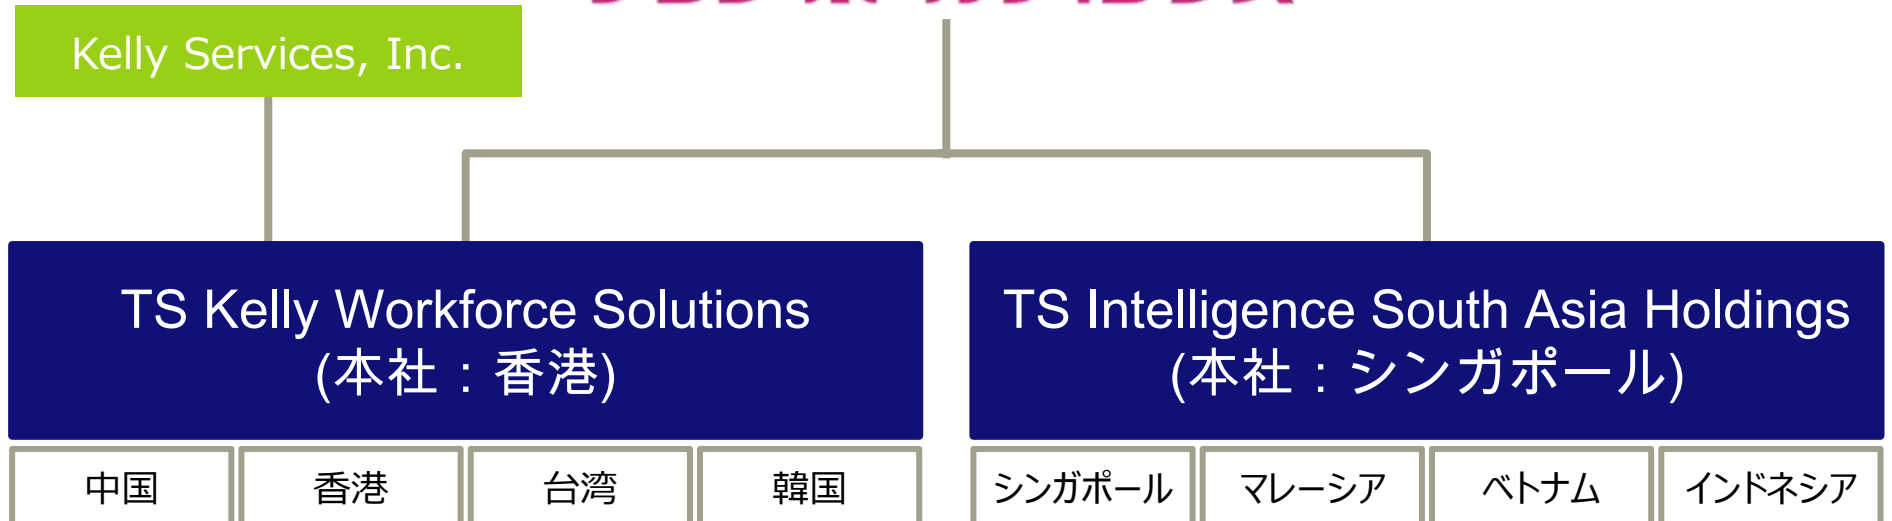 Kelly Services, Inc.
TS Kelly Workforce Solutions
(本社：香港)
TS Intelligence South Asia Holdings
(本社：シンガポール)
中国
香港
台湾
韓国
シンガポール
マレーシア
ベトナム
インドネシア